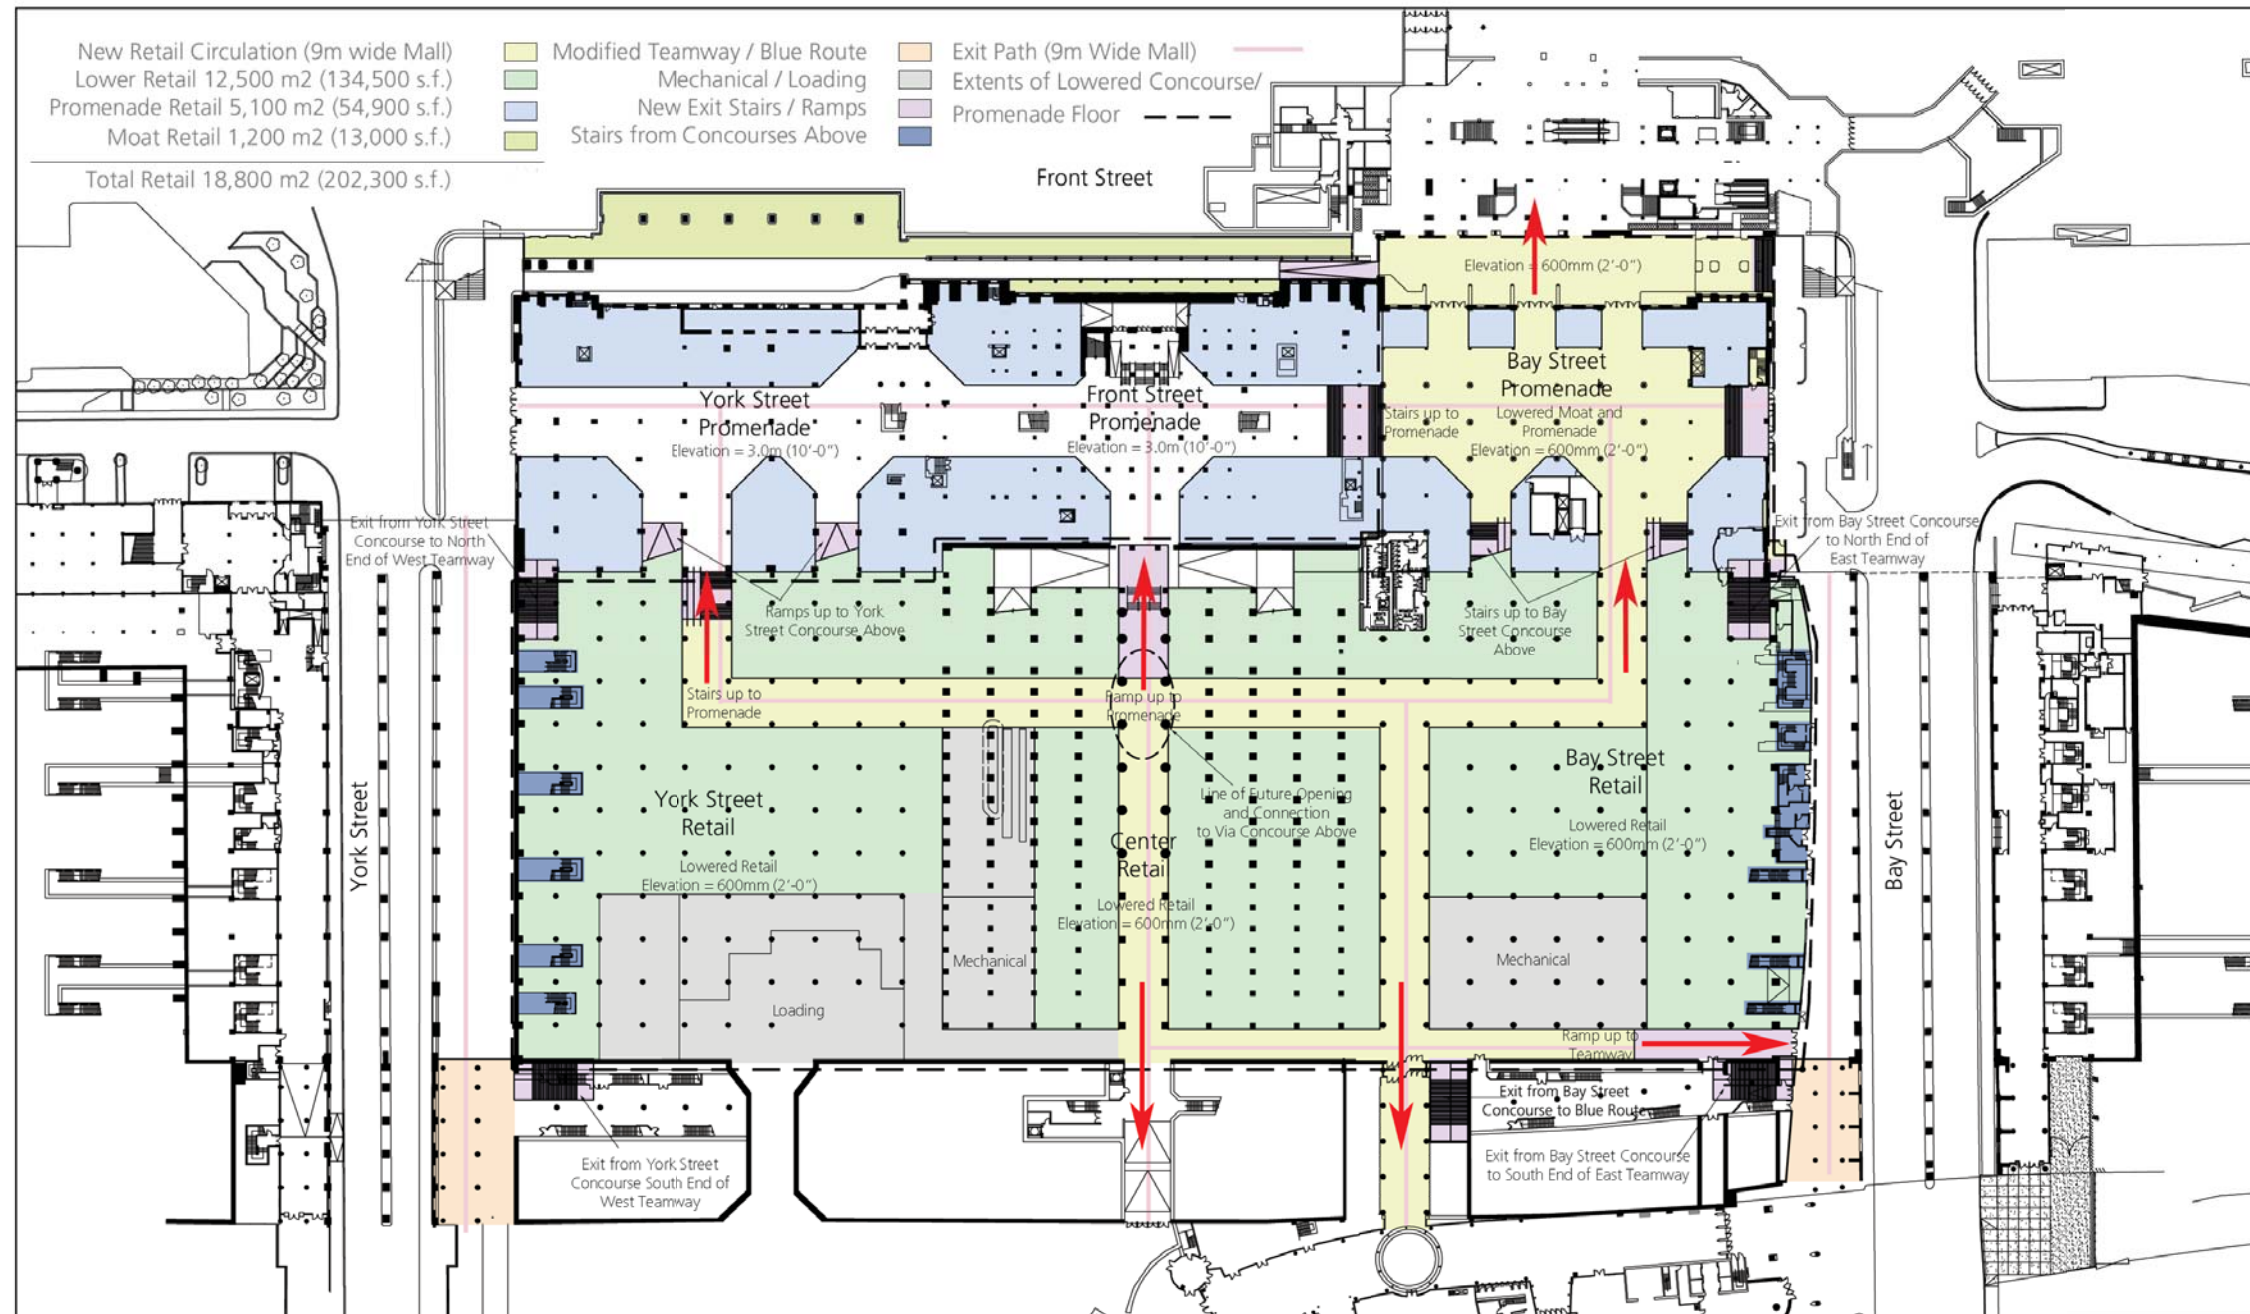 New Retail Circulation (9m wide Mall)
Lower Retail 12,500 m2 (134,500 s.f.)
Promenade Retail 5,100 m2 (54,900 s.f.)
Moat Retail 1,200 m2 (13,000 s.f.)
Total Retail 18,800 m2 (202,300 s.f.)
Modified Teamway / Blue Route
Mechanical / Loading
New Exit Stairs / Ramps
Stairs from Concourses Above
Exit Path (9m Wide Mall)
Extents of Lowered Concourse/
Promenade Floor
Front Street
Elevation = 600mm (2'-0")
York Street
Promenade
Elevation = 3.0m (10'-0")
Front Street
Promenade
Elevation = 3.0m (10'-0")
Stairs up to
Promenade
Bay Street
Promenade
Lowered Moat and
Promenade
Elevation = 600mm (2'-0")
Exit from York Street
Concourse to North
End of West Teamway
Ramps up to York
Street Concourse Above
Stairs up to Bay
Street Concourse
Above
Exit from Bay Street Concourse
to North End of
East Teamway
Stairs up to
Promenade
Ramp up to
Promenade
York Street
York Street
Retail
Lowered Retail
Elevation = 600mm (2'-0")
Line of Future Opening
and Connection
to Via Concourse Above
Center
Retail
Lowered Retail
Elevation = 600mm (2'-0")
Bay Street
Retail
Lowered Retail
Elevation = 600mm (2'-0")
Bay Street
Mechanical
Mechanical
Loading
Ramp up to
Teamway
Exit from Bay Street
Concourse to Blue Route
Exit from York Street
Concourse South End of
West Teamway
Exit from Bay Street Concourse
to South End of East Teamway